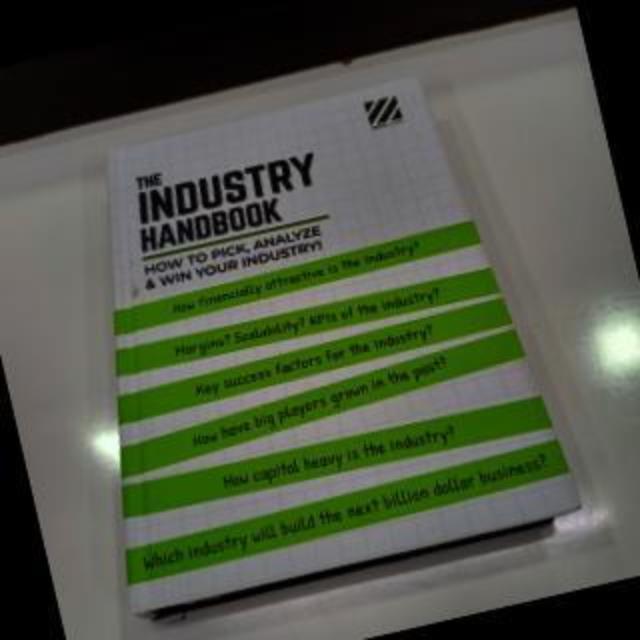 THE
INDUSTRY
HANDBOOK
HOW TO PICK, ANALYZE
& WIN YOUR INDUSTRY!
How financially attractive is the industry?
Margins? Scalability? KPIs of the industry?
Key success factors for the industry?
How have big players grown in the past?
How capital heavy is the industry?
Which industry will build the next billion dollar business?